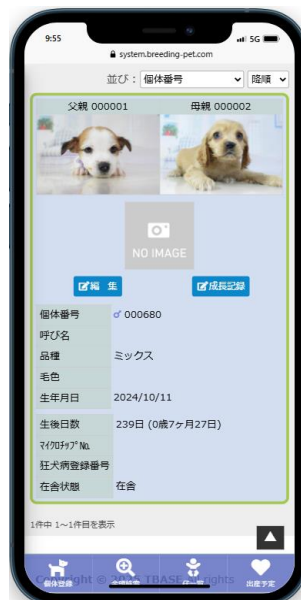 9:55
5G
system.breeding-pet.com
並び： 個体番号 降順
父親 000001 母親 000002
NO IMAGE
編 集 成長記録
個体番号 ♂ 000680
呼び名
品種 ミックス
毛色
生年月日 2024/10/11
生後日数 239日 (0歳7ヶ月27日)
ﾏｲｸﾛﾁｯﾌﾟ№
狂犬病登録番号
在舎状態 在舎
1件中 1～1件目を表示
個体登録 出産予定